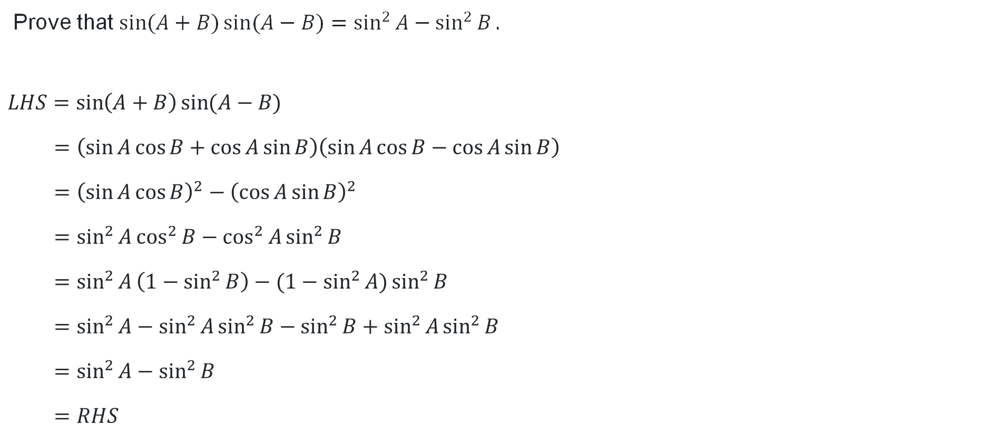 Prove that sin(A + B) sin(A − B) = sin² A − sin² B .
LHS = sin(A + B) sin(A − B)
= (sin A cos B + cos A sin B)(sin A cos B − cos A sin B)
= (sin A cos B)² − (cos A sin B)²
= sin² A cos² B − cos² A sin² B
= sin² A (1 − sin² B) − (1 − sin² A) sin² B
= sin² A − sin² A sin² B − sin² B + sin² A sin² B
= sin² A − sin² B
= RHS